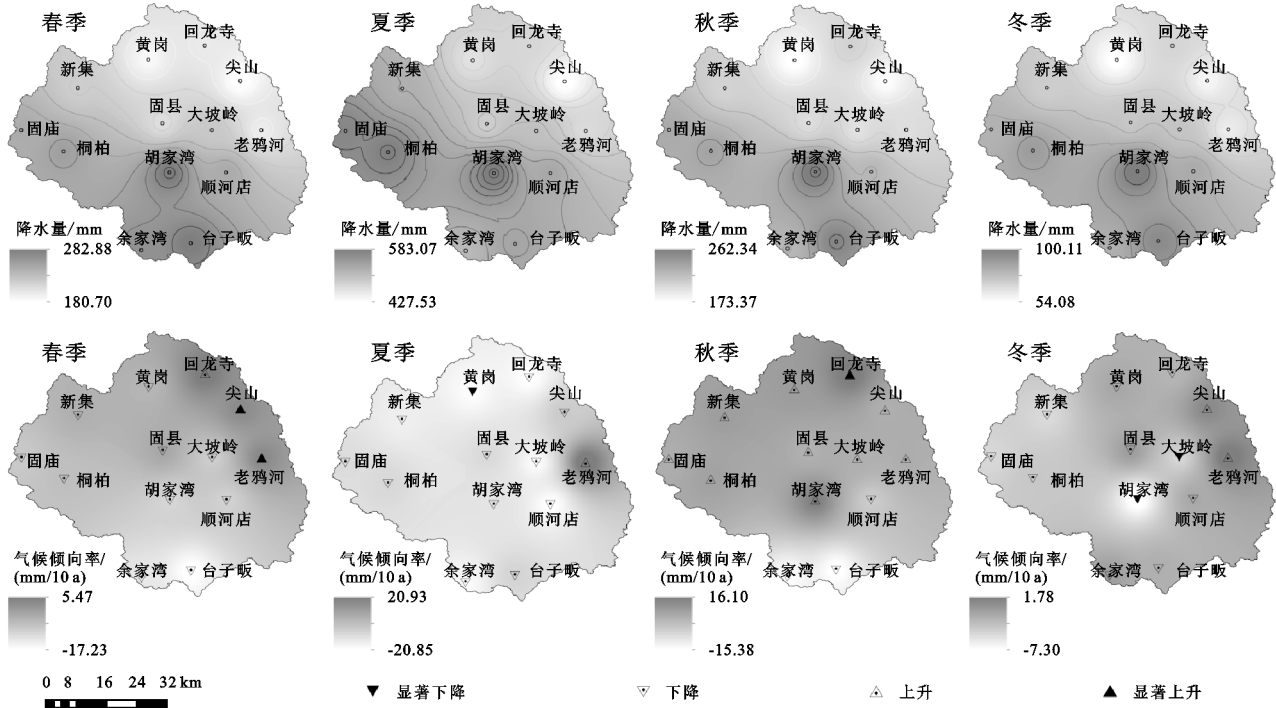 春季
回龙寺
黄岗
新集
尖山
固县
大坡岭
固庙
桐柏
老鸦河
胡家湾
顺河店
余家湾
台子畈
降水量/mm
282.88
180.70
夏季
回龙寺
黄岗
新集
尖山
固县
大坡岭
固庙
桐柏
老鸦河
胡家湾
顺河店
余家湾
台子畈
降水量/mm
583.07
427.53
秋季
回龙寺
黄岗
新集
尖山
固县
大坡岭
固庙
桐柏
老鸦河
胡家湾
顺河店
余家湾
台子畈
降水量/mm
262.34
173.37
冬季
回龙寺
黄岗
新集
尖山
固县
大坡岭
固庙
桐柏
老鸦河
胡家湾
顺河店
余家湾
台子畈
降水量/mm
100.11
54.08
春季
回龙寺
黄岗
尖山
新集
固县
大坡岭
固庙
桐柏
老鸦河
胡家湾
顺河店
余家湾
台子畈
气候倾向率/
(mm/10 a)
5.47
-17.23
夏季
回龙寺
黄岗
尖山
新集
固县
大坡岭
固庙
桐柏
老鸦河
胡家湾
顺河店
余家湾
台子畈
气候倾向率/
(mm/10 a)
20.93
-20.85
秋季
回龙寺
黄岗
尖山
新集
固县
大坡岭
固庙
桐柏
老鸦河
胡家湾
顺河店
余家湾
台子畈
气候倾向率/
(mm/10 a)
16.10
-15.38
冬季
回龙寺
黄岗
尖山
新集
固县
大坡岭
固庙
桐柏
老鸦河
胡家湾
顺河店
余家湾
台子畈
气候倾向率/
(mm/10 a)
1.78
-7.30
0 8 16 24 32 km
显著下降 下降 上升 显著上升